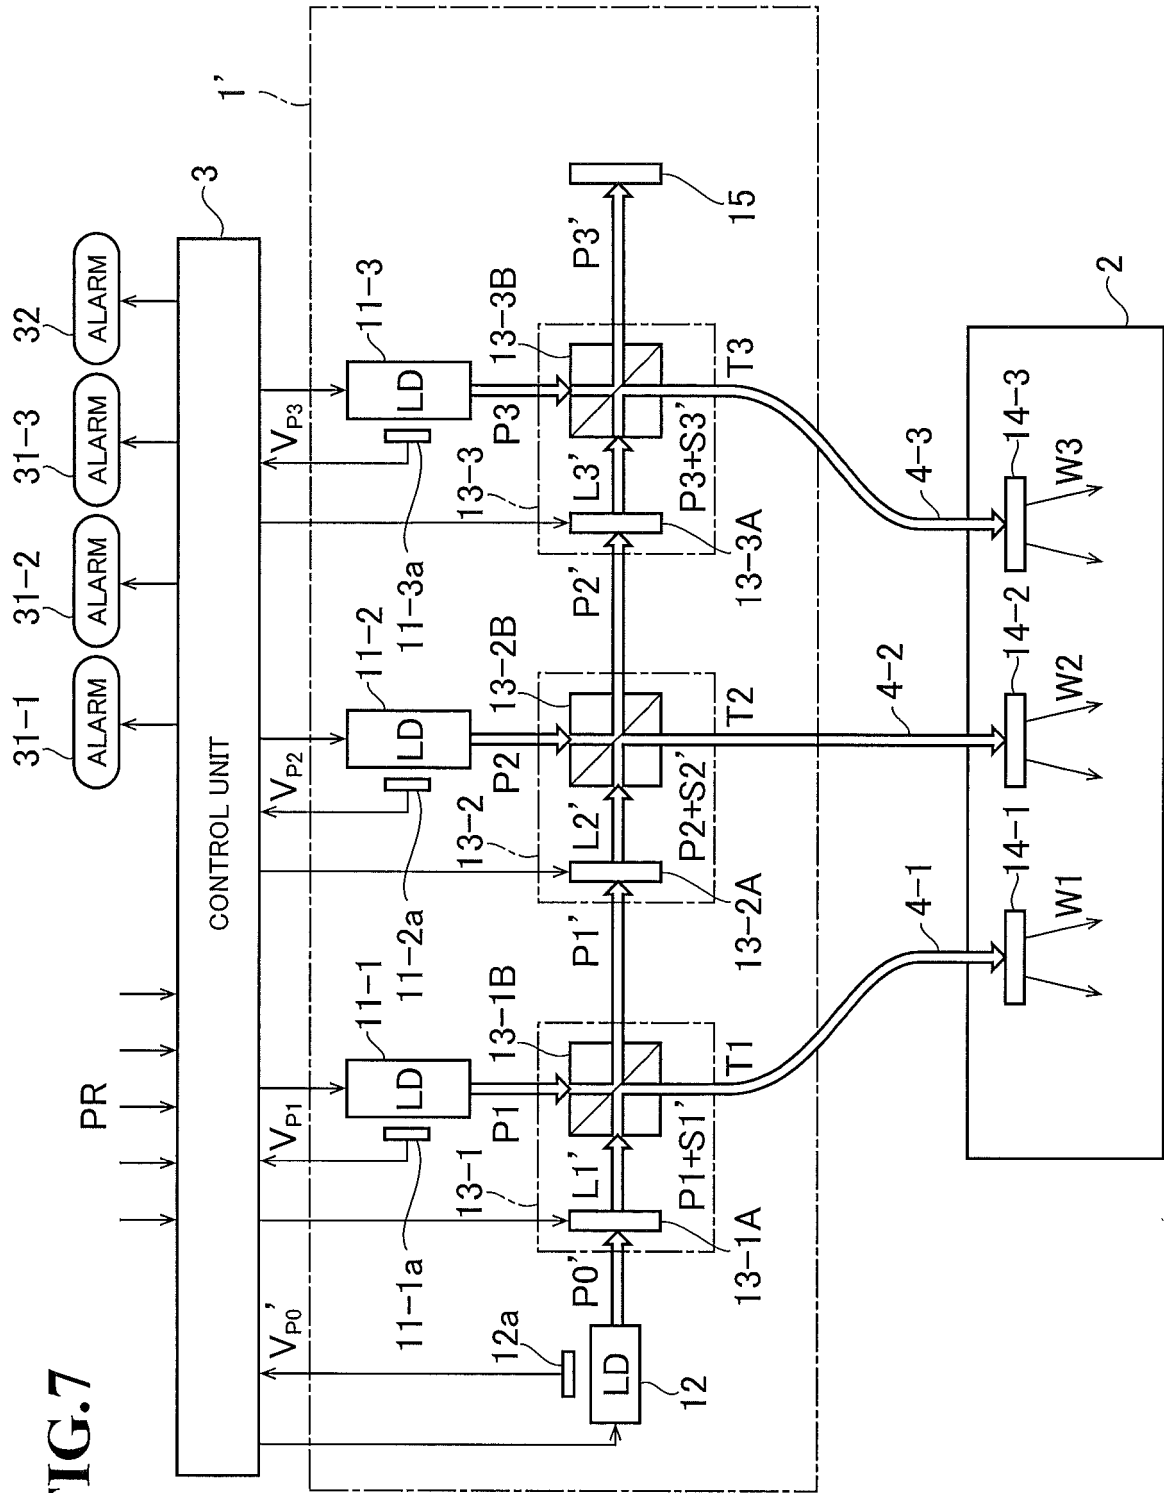 FIG.7
31-1
31-2
31-3
32
ALARM
ALARM
ALARM
ALARM
PR
3
CONTROL UNIT
1'
V_P0'
V_P1
V_P2
V_P3
11-1
11-2
11-3
LD
LD
LD
11-1a
11-2a
11-3a
12a
13-1
P1
13-1B
13-2
P2
13-2B
13-3
P3
13-3B
LD
P0'
L1'
P1'
L2'
P2'
L3'
P3'
12
13-1A
P1+S1'
T1
13-2A
P2+S2'
T2
13-3A
P3+S3'
T3
15
4-1
4-2
4-3
14-1
14-2
14-3
2
W1
W2
W3